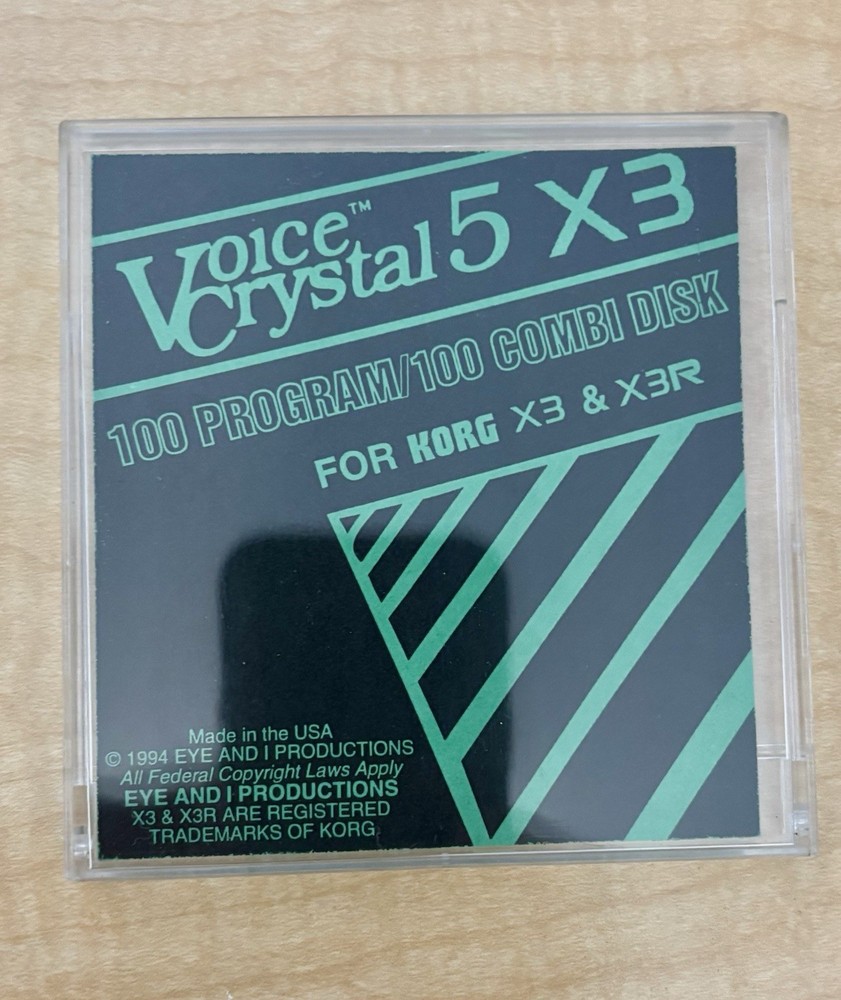 Voice™
Crystal 5 X3
100 PROGRAM/100 COMBI DISK
FOR KORG X3 & X3R
Made in the USA
© 1994 EYE AND I PRODUCTIONS
All Federal Copyright Laws Apply
EYE AND I PRODUCTIONS
X3 & X3R ARE REGISTERED
TRADEMARKS OF KORG